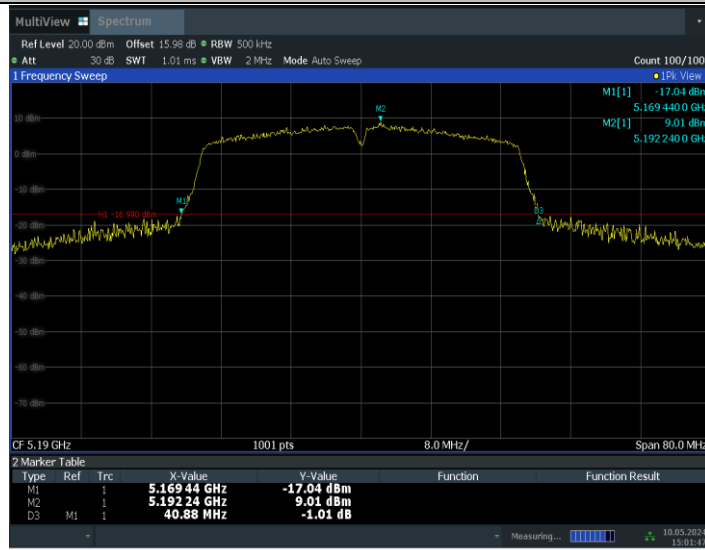 MultiView Spectrum
Ref Level 20.00 dBm Offset 15.98 dB RBW 500 kHz
Att 30 dB SWT 1.01 ms VBW 2 MHz Mode Auto Sweep Count 100/100
1 Frequency Sweep 1Pk View
M1[1] -17.04 dBm
5.169 440 0 GHz
M2[1] 9.01 dBm
5.192 240 0 GHz
M2
10 dBm
0 dBm
-10 dBm
M1
H1 -16.990 dBm
D3
-20 dBm
-30 dBm
-40 dBm
-50 dBm
-60 dBm
-70 dBm
CF 5.19 GHz 1001 pts 8.0 MHz/ Span 80.0 MHz
2 Marker Table
Type Ref Trc X-Value Y-Value Function Function Result
M1 1 5.169 44 GHz -17.04 dBm
M2 1 5.192 24 GHz 9.01 dBm
D3 M1 1 40.88 MHz -1.01 dB
Measuring... 10.05.2024
15:01:47